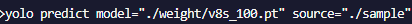 >yolo predict model="./weight/v8s_100.pt" source="./sample"